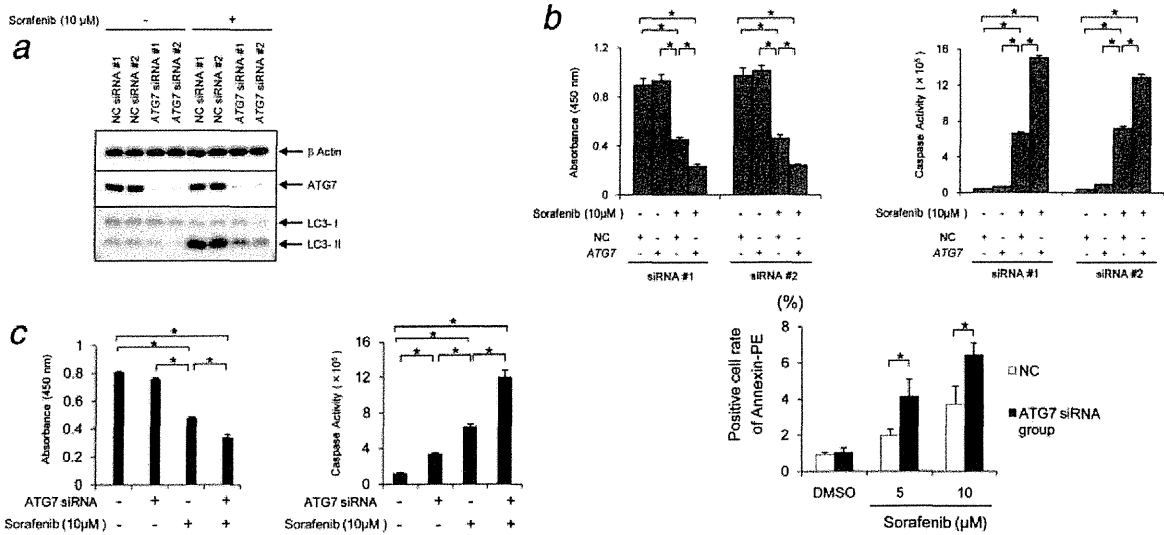 Sorafenib (10 μM) - +
a
NC siRNA #1
NC siRNA #2
ATG7 siRNA #1
ATG7 siRNA #2
NC siRNA #1
NC siRNA #2
ATG7 siRNA #1
ATG7 siRNA #2
β Actin
ATG7
LC3- I
LC3- II
b
* * * *
* * * *
1.2
0.8
0.4
0
Absorbance (450 nm)
Sorafenib (10μM) - - + + - - + +
NC + - + - + - + -
ATG7 - + - + - + - +
siRNA #1 siRNA #2
* * * *
* * * *
16
12
8
4
0
Caspase Activity (× 10⁵)
Sorafenib (10μM) - - + + - - + +
NC + - + - + - + -
ATG7 - + - + - + - +
siRNA #1 siRNA #2
c
* * * *
1
0.8
0.6
0.4
0.2
0
Absorbance (450 nm)
ATG7 siRNA - + - +
Sorafenib (10μM) - - + +
* * * * *
16
12
8
4
0
Caspase Activity (× 10⁵)
ATG7 siRNA - + - +
Sorafenib (10μM) - - + +
(%)
8
6
4
2
0
Positive cell rate
of Annexin-PE
* *
NC
ATG7 siRNA
group
DMSO 5 10
Sorafenib (μM)